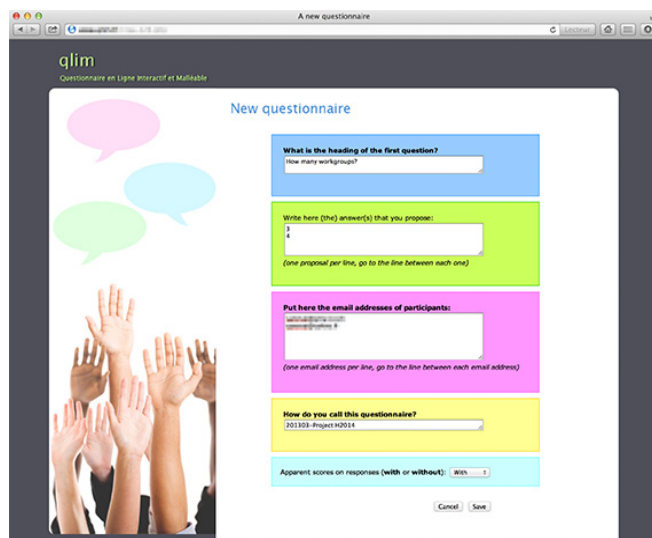 A new questionnaire
Lecteur
qlim
Questionnaire en Ligne Interactif et Malléable
New questionnaire
What is the heading of the first question?
How many workgroups?
Write here (the) answer(s) that you propose:
3
4
(one proposal per line, go to the line between each one)
Put here the email addresses of participants:
(one email address per line, go to the line between each email address)
How do you call this questionnaire?
201303-Project H2014
Apparent scores on responses (with or without): With
Cancel Save